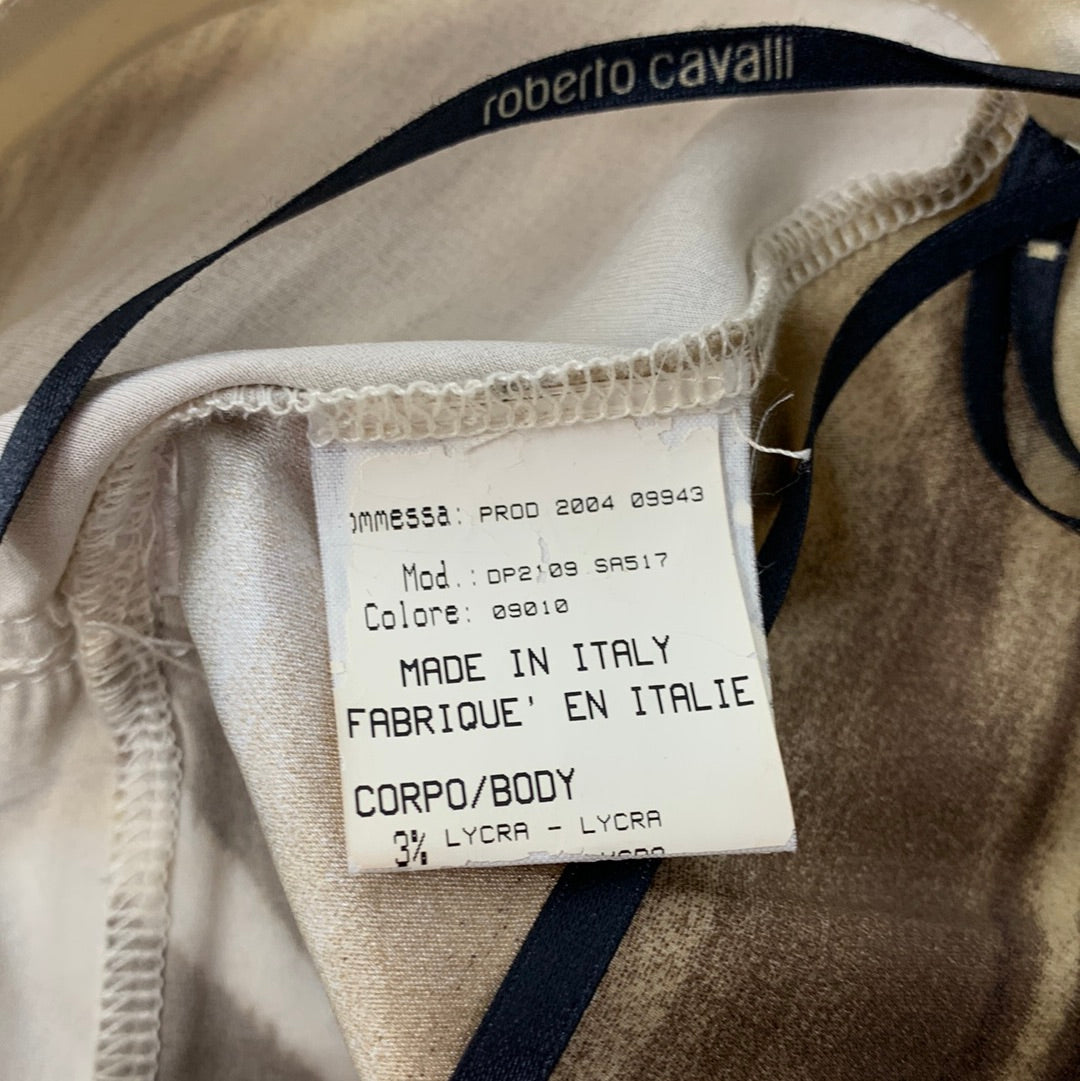 roberto cavalli
ommessa: PROD 2004 09943
Mod.: SA517
Colore: 09010
MADE IN ITALY
FABRIQUE' EN ITALIE
CORPO/BODY
3% LYCRA - LYCRA